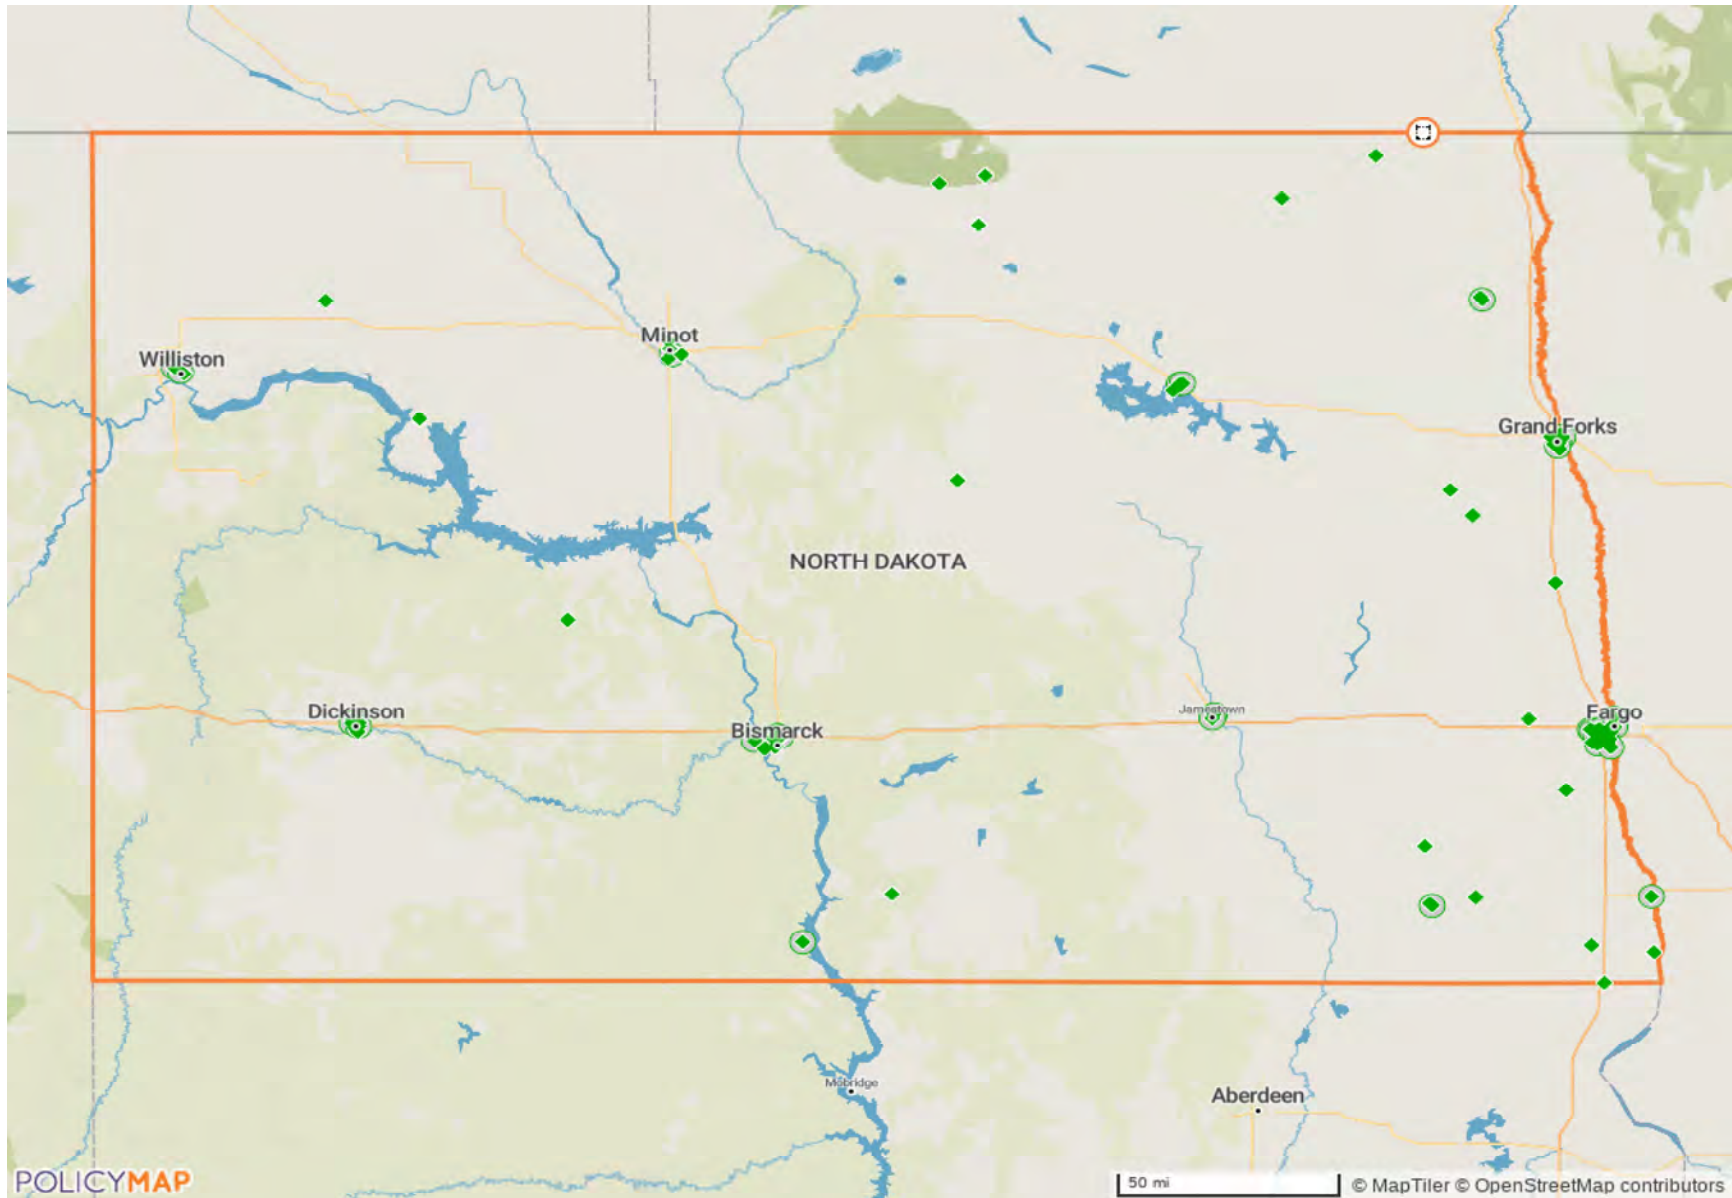 Minot
Williston
Grand Forks
NORTH DAKOTA
Dickinson
Bismarck
Jamestown
Fargo
Mobridge
Aberdeen
POLICYMAP
50 mi
© MapTiler © OpenStreetMap contributors